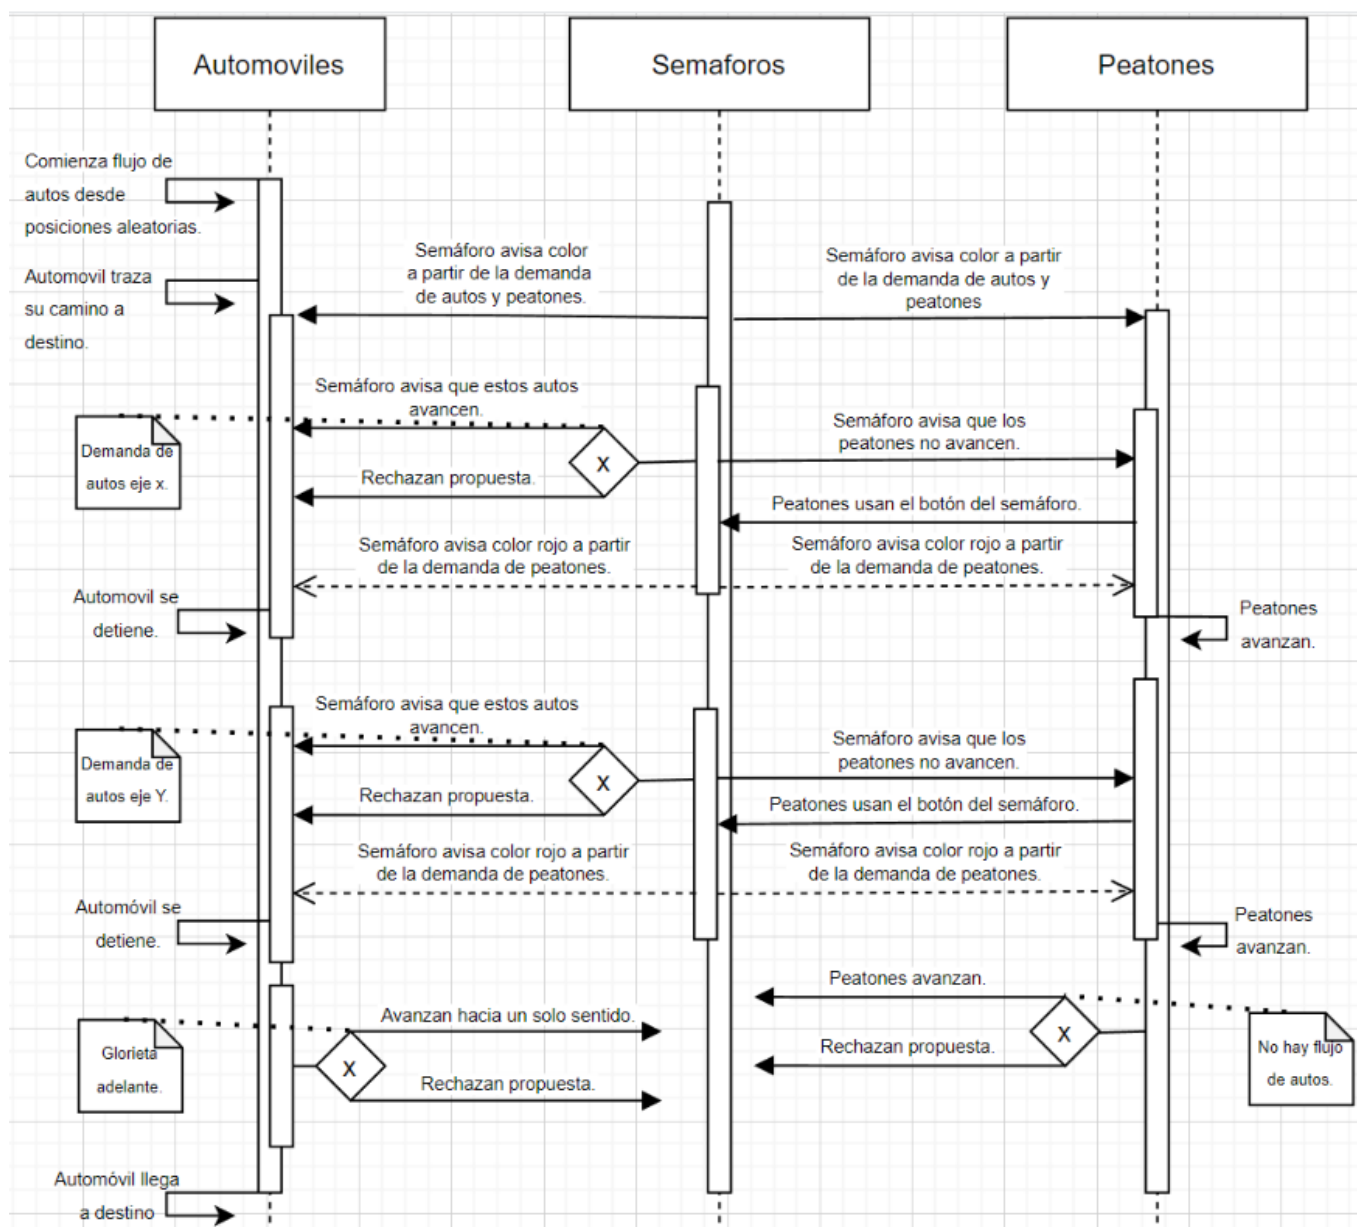 Automoviles
Semaforos
Peatones
Comienza flujo de
autos desde
posiciones aleatorias.
Semáforo avisa color
a partir de la demanda
de autos y peatones.
Semáforo avisa color a partir
de la demanda de autos y
peatones
Automovil traza
su camino a
destino.
Semáforo avisa que estos autos
avancen.
Demanda de
autos eje x.
X
Semáforo avisa que los
peatones no avancen.
Rechazan propuesta.
Peatones usan el botón del semáforo.
Semáforo avisa color rojo a partir
de la demanda de peatones.
Semáforo avisa color rojo a partir
de la demanda de peatones.
Automovil se
detiene.
Peatones
avanzan.
Semáforo avisa que estos autos
avancen.
Demanda de
autos eje Y.
X
Semáforo avisa que los
peatones no avancen.
Rechazan propuesta.
Peatones usan el botón del semáforo.
Semáforo avisa color rojo a partir
de la demanda de peatones.
Semáforo avisa color rojo a partir
de la demanda de peatones.
Automóvil se
detiene.
Peatones
avanzan.
Peatones avanzan.
Avanzan hacia un solo sentido.
X
Glorieta
adelante.
X
Rechazan propuesta.
No hay flujo
de autos.
Rechazan propuesta.
Automóvil llega
a destino